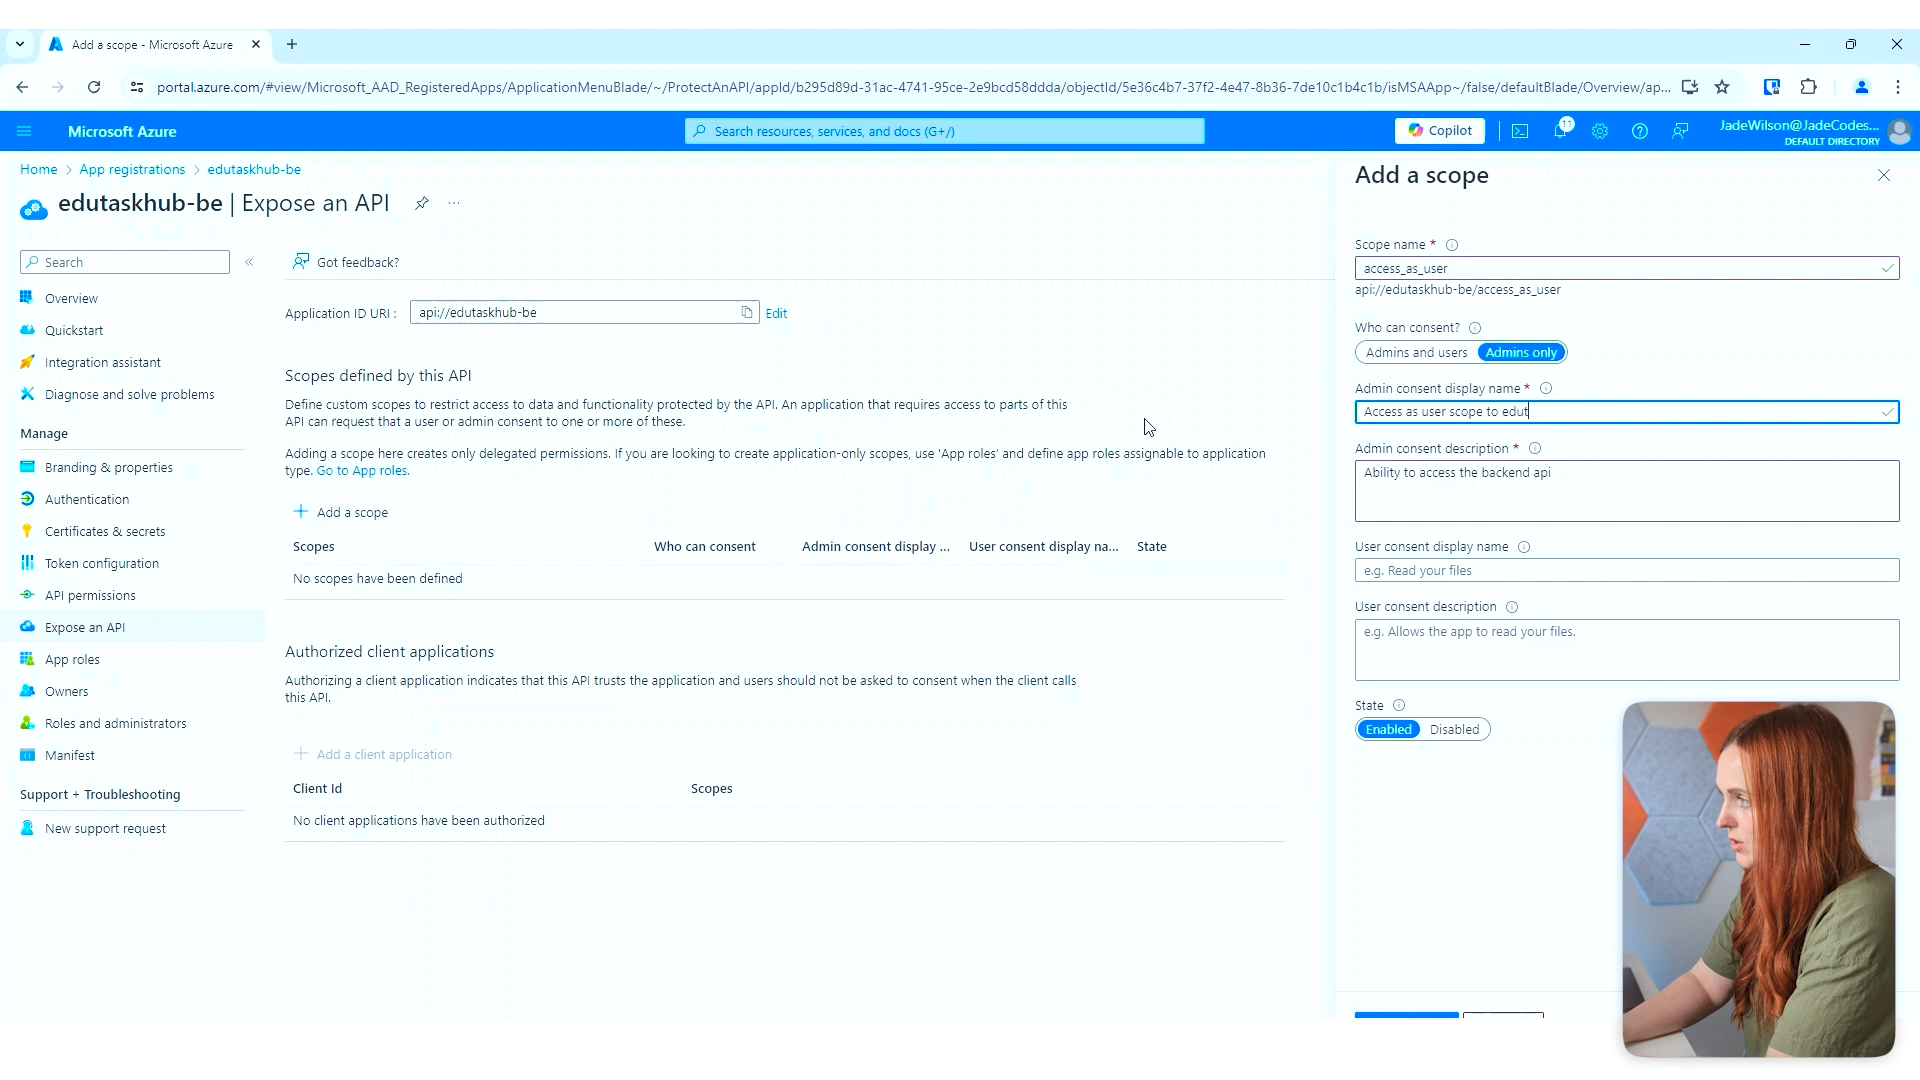 Add a scope - Microsoft Azure
portal.azure.com/#view/Microsoft_AAD_RegisteredApps/ApplicationMenuBlade/~/ProtectAnAPI/appId/b295d89d-31ac-4741-95ce-2e9bcd58ddda/objectId/5e36c4b7-37f2-4e47-8b36-7de10c1b4c1b/isMSAApp~/false/defaultBlade/Overview/ap...
Microsoft Azure
Search resources, services, and docs (G+/)
Copilot
11
JadeWilson@JadeCodes...
DEFAULT DIRECTORY
Home > App registrations > edutaskhub-be
edutaskhub-be | Expose an API
...
Search
«
Overview
Quickstart
Integration assistant
Diagnose and solve problems
Manage
Branding & properties
Authentication
Certificates & secrets
Token configuration
API permissions
Expose an API
App roles
Owners
Roles and administrators
Manifest
Support + Troubleshooting
New support request
Got feedback?
Application ID URI : api://edutaskhub-be Edit
Scopes defined by this API
Define custom scopes to restrict access to data and functionality protected by the API. An application that requires access to parts of this
API can request that a user or admin consent to one or more of these.
Adding a scope here creates only delegated permissions. If you are looking to create application-only scopes, use 'App roles' and define app roles assignable to application
type. Go to App roles.
Add a scope
Scopes Who can consent Admin consent display ... User consent display na... State
No scopes have been defined
Authorized client applications
Authorizing a client application indicates that this API trusts the application and users should not be asked to consent when the client calls
this API.
Add a client application
Client Id Scopes
No client applications have been authorized
Add a scope
Scope name *
access_as_user
api://edutaskhub-be/access_as_user
Who can consent?
Admins and users Admins only
Admin consent display name *
Access as user scope to edut
Admin consent description *
Ability to access the backend api
User consent display name
e.g. Read your files
User consent description
e.g. Allows the app to read your files.
State
Enabled Disabled